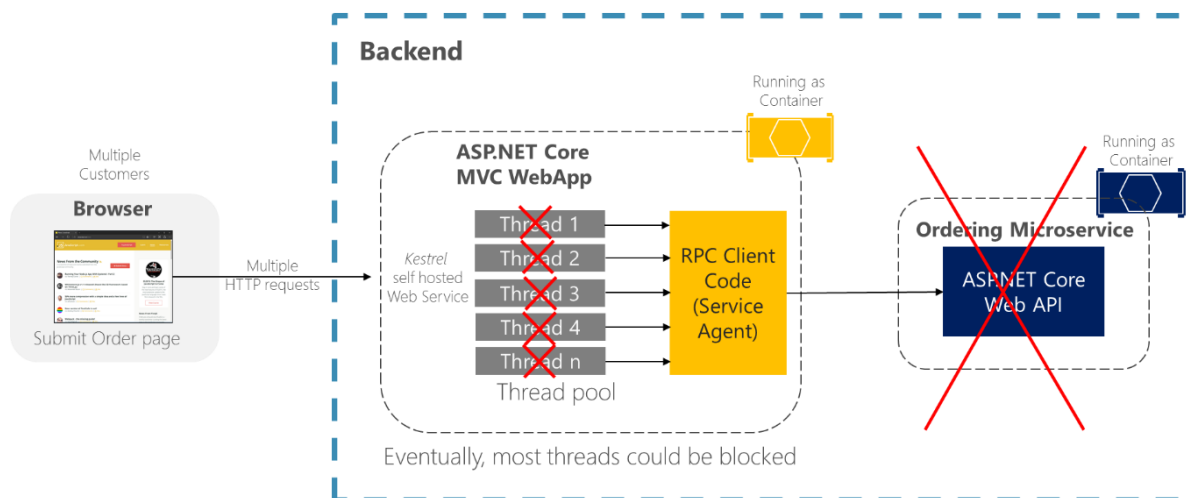 Backend
Running as
Container
Multiple
Customers
Browser
Submit Order page
Multiple
HTTP requests
ASP.NET Core
MVC WebApp
Kestrel
self hosted
Web Service
Thread 1
Thread 2
Thread 3
Thread 4
Thread n
Thread pool
RPC Client
Code
(Service
Agent)
Running as
Container
Ordering Microservice
ASP.NET Core
Web API
Eventually, most threads could be blocked